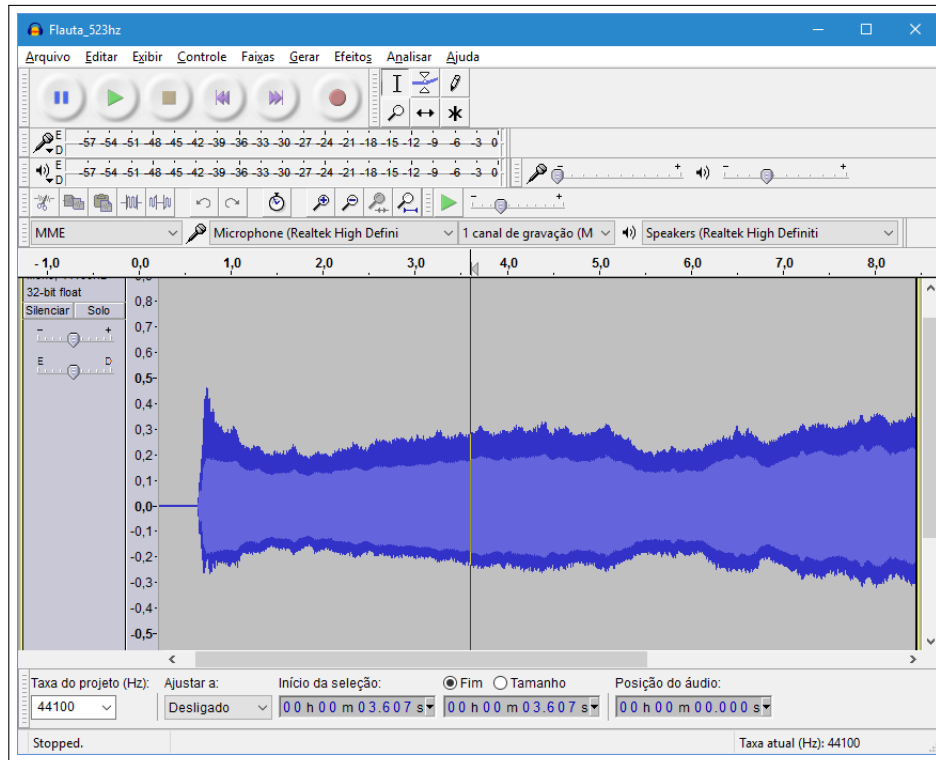 Flauta_523hz
Arquivo Editar Exibir Controle Faixas Gerar Efeitos Analisar Ajuda
E
D
-57 -54 -51 -48 -45 -42 -39 -36 -33 -30 -27 -24 -21 -18 -15 -12 -9 -6 -3 0
E
D
-57 -54 -51 -48 -45 -42 -39 -36 -33 -30 -27 -24 -21 -18 -15 -12 -9 -6 -3 0
- +
- +
- +
MME Microphone (Realtek High Defini 1 canal de gravação (M Speakers (Realtek High Definiti
- 1,0 0,0 1,0 2,0 3,0 4,0 5,0 6,0 7,0 8,0
32-bit float
Silenciar Solo
- +
E D
0,8
0,7
0,6
0,5
0,4
0,3
0,2
0,1
0,0
-0,1
-0,2
-0,3
-0,4
-0,5
Taxa do projeto (Hz): Ajustar a: Início da seleção: Fim Tamanho Posição do áudio:
44100 Desligado 00 h 00 m 03.607 s 00 h 00 m 03.607 s 00 h 00 m 00.000 s
Stopped. Taxa atual (Hz): 44100